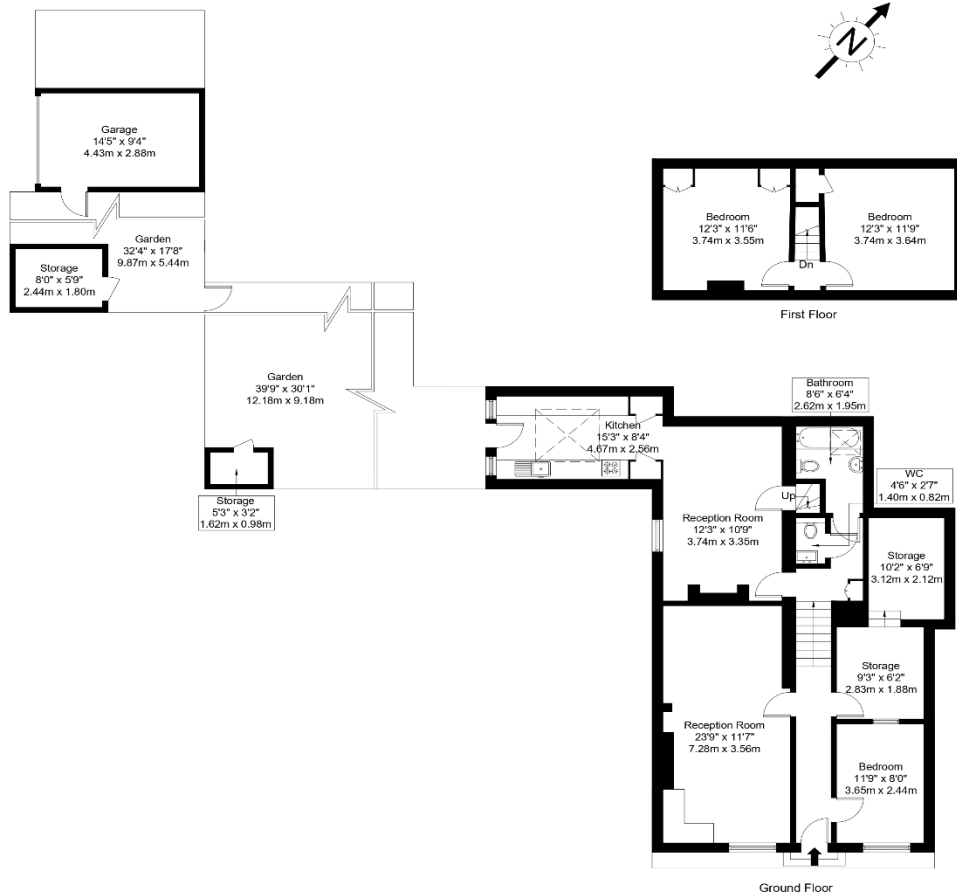 N
Garage
14'5" x 9'4"
4.43m x 2.88m
Garden
32'4" x 17'8"
9.87m x 5.44m
Storage
8'0" x 5'9"
2.44m x 1.80m
Bedroom
12'3" x 11'6"
3.74m x 3.55m
Bedroom
12'3" x 11'9"
3.74m x 3.64m
Dn
First Floor
Garden
39'9" x 30'1"
12.18m x 9.18m
Storage
5'3" x 3'2"
1.62m x 0.98m
Kitchen
15'3" x 8'4"
4.67m x 2.56m
Bathroom
8'6" x 6'4"
2.62m x 1.95m
WC
4'6" x 2'7"
1.40m x 0.82m
Up
Reception Room
12'3" x 10'9"
3.74m x 3.35m
Storage
10'2" x 6'9"
3.12m x 2.12m
Storage
9'3" x 6'2"
2.83m x 1.88m
Reception Room
23'9" x 11'7"
7.28m x 3.56m
Bedroom
11'9" x 8'0"
3.65m x 2.44m
Ground Floor